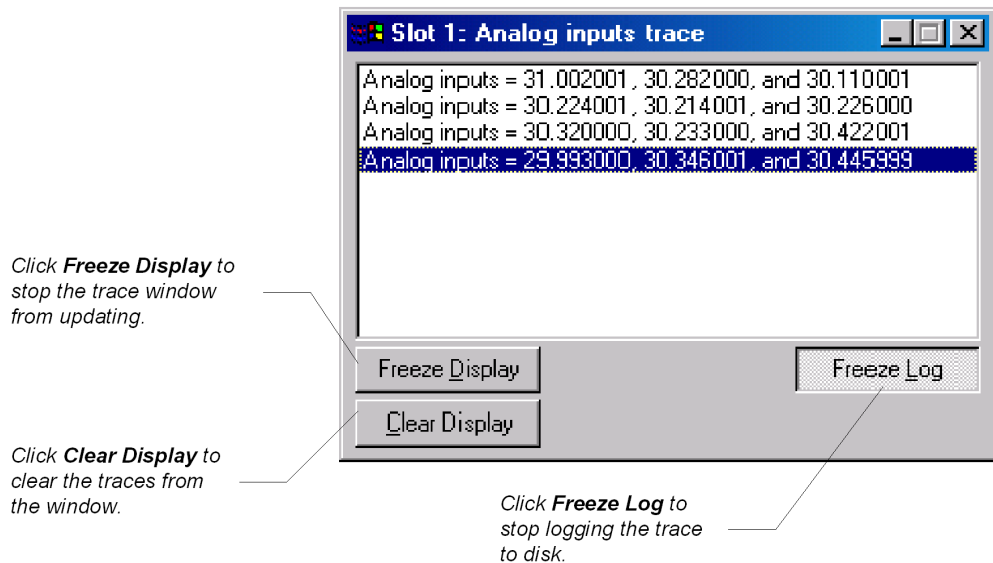 Slot 1: Analog inputs trace
Analog inputs = 31.002001, 30.282000, and 30.110001
Analog inputs = 30.224001, 30.214001, and 30.226000
Analog inputs = 30.320000, 30.233000, and 30.422001
Analog inputs = 29.993000, 30.346001, and 30.445999
Click Freeze Display to
stop the trace window
from updating.
Freeze Display
Freeze Log
Clear Display
Click Clear Display to
clear the traces from
the window.
Click Freeze Log to
stop logging the trace
to disk.